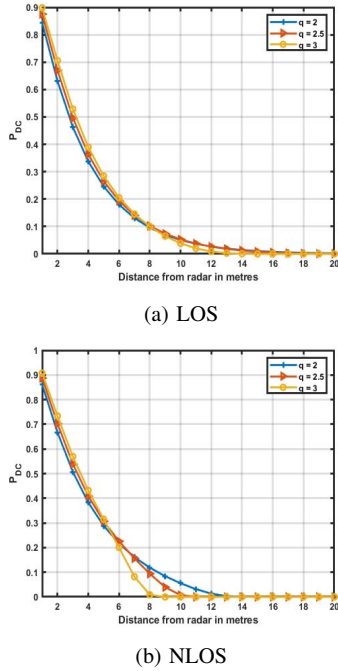 0.9
0.8
0.7
0.6
0.5
0.4
0.3
0.2
0.1
0
P_DC
q = 2
q = 2.5
q = 3
2 4 6 8 10 12 14 16 18 20
Distance from radar in metres
(a) LOS
1
0.9
0.8
0.7
0.6
0.5
0.4
0.3
0.2
0.1
0
P_DC
q = 2
q = 2.5
q = 3
2 4 6 8 10 12 14 16 18 20
Distance from radar in metres
(b) NLOS